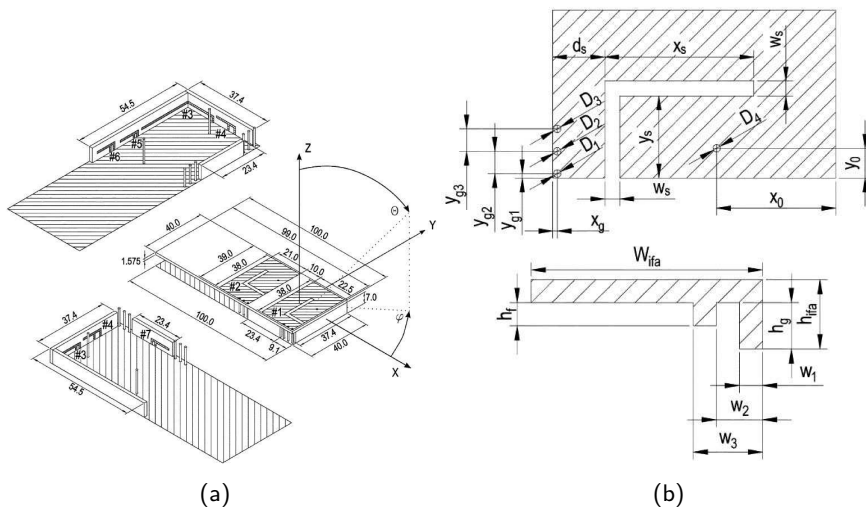 54.5
37.4
#3
#4
#5
#6
23.4
Z
Θ
Y
40.0
100.0
99.0
1.575
39.0
21.0
38.0
10.0
#2
38.0
22.5
7.0
#1
100.0
23.4
37.4
9.1
40.0
φ
X
37.4
23.4
#4
#7
#3
54.5
(a)
d_s
x_s
w_s
D_3
D_2
D_1
D_4
y_s
y_0
y_g3
y_g2
y_g1
w_s
x_g
x_0
W_ifa
h_f
h_g
h_ifa
w_1
w_2
w_3
(b)